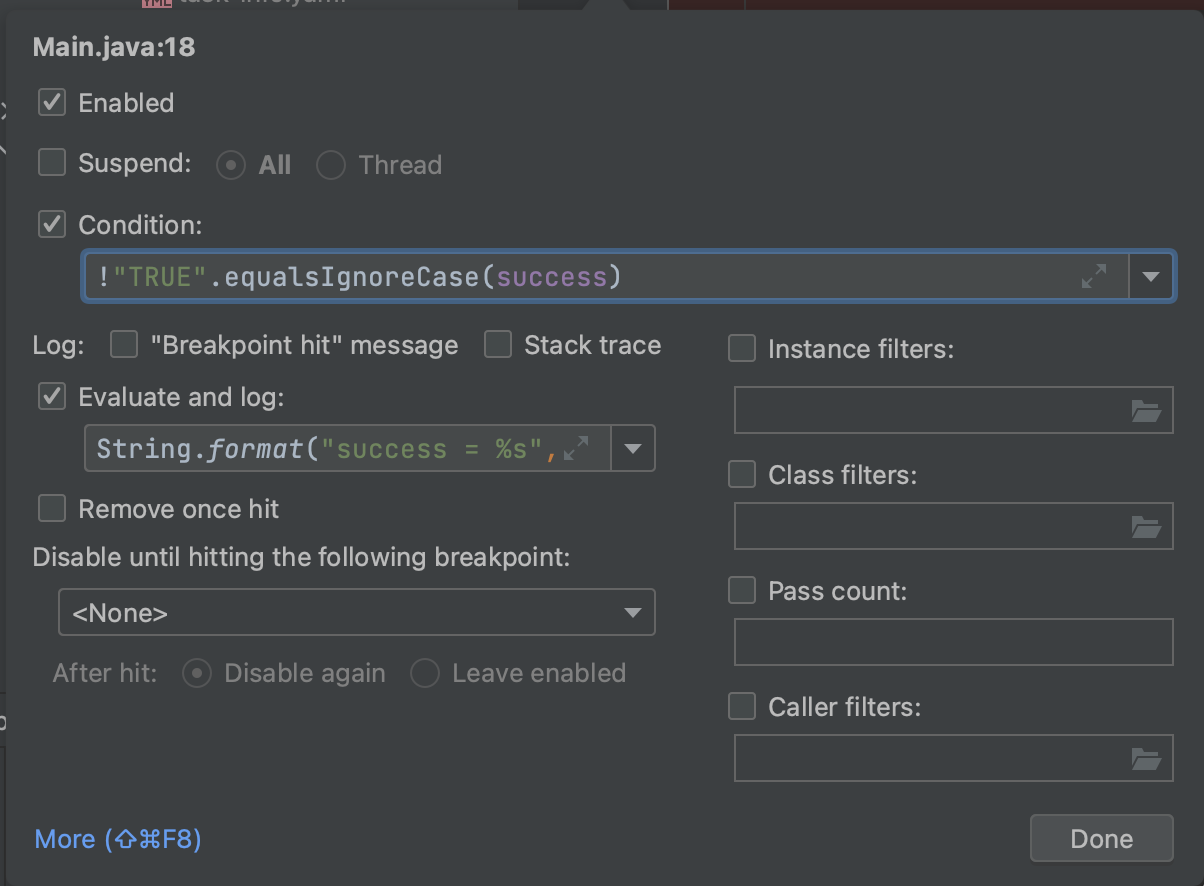 Main.java:18
Enabled
Suspend: All Thread
Condition:
!"TRUE".equalsIgnoreCase(success)
Log: "Breakpoint hit" message Stack trace
Evaluate and log:
String.format("success = %s",
Remove once hit
Disable until hitting the following breakpoint:
<None>
After hit: Disable again Leave enabled
Instance filters:
Class filters:
Pass count:
Caller filters:
More (⇧⌘F8)
Done